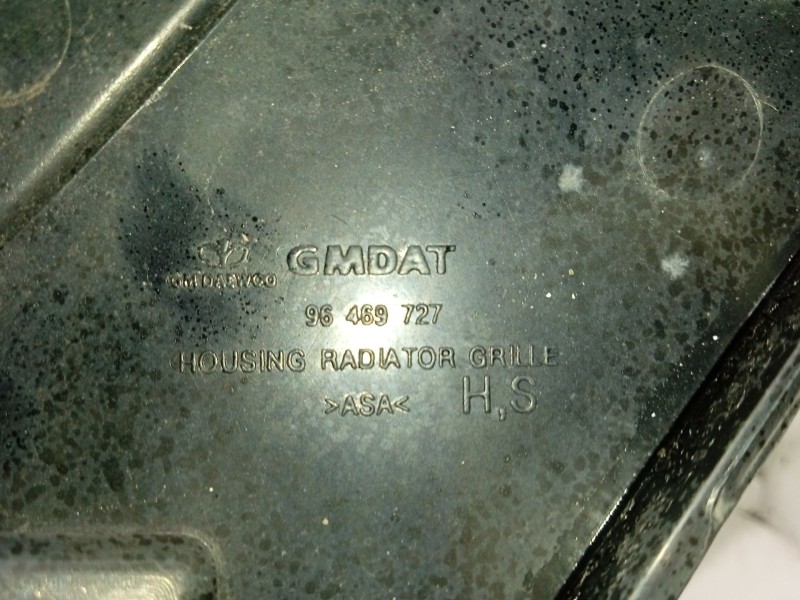 GM DAEWOO
GMDAT
96 469 727
HOUSING RADIATOR GRILLE
>ASA< H,S